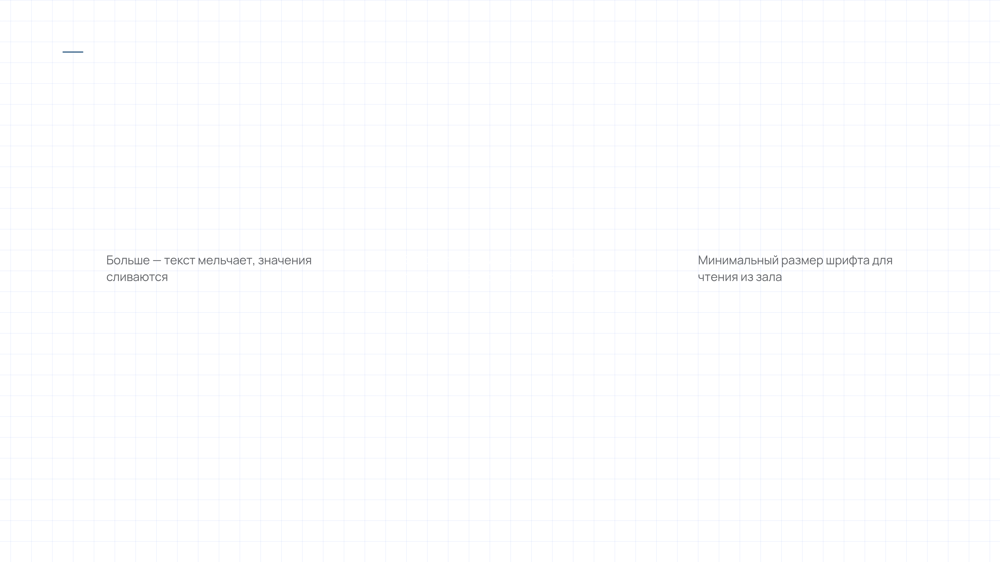 Больше — текст мельчает, значения
сливаются
Минимальный размер шрифта для
чтения из зала